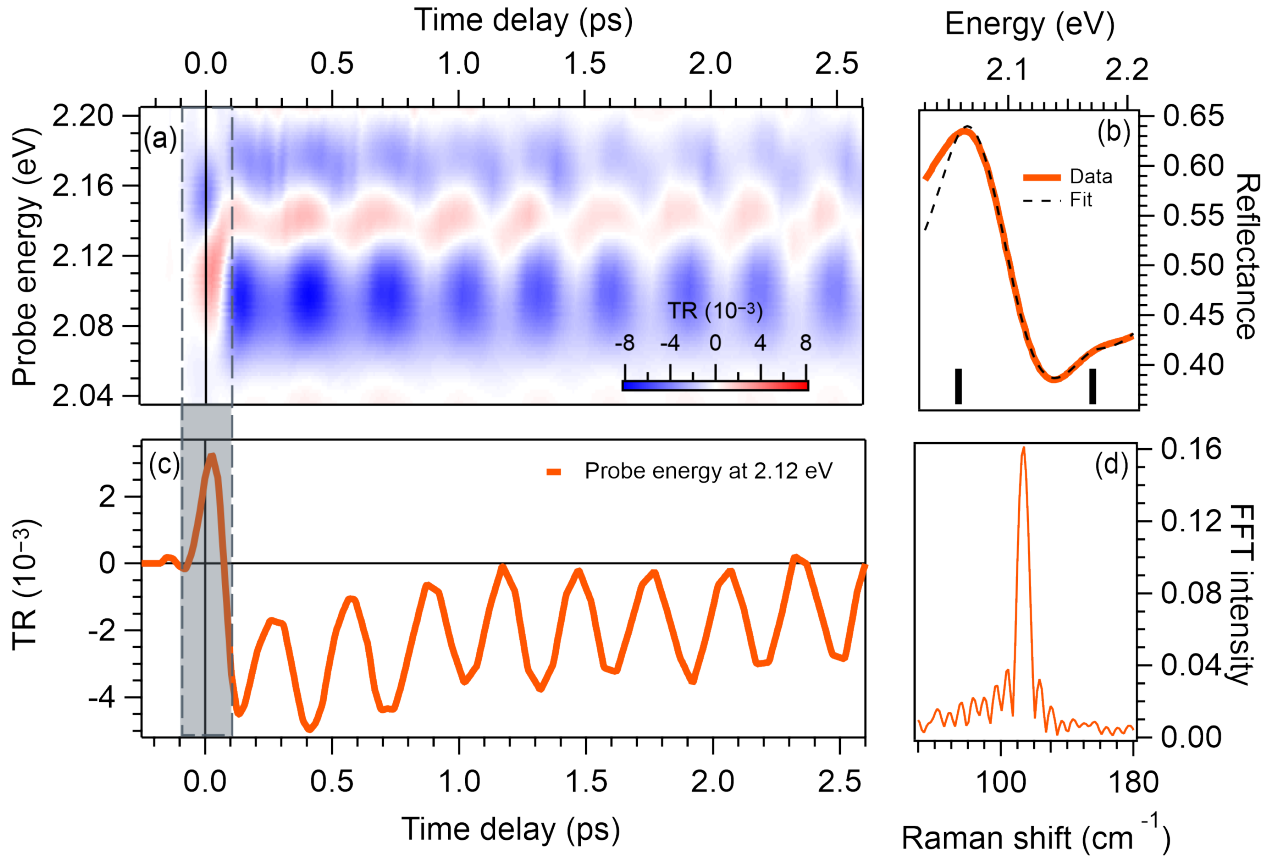 Time delay (ps)
0.0 0.5 1.0 1.5 2.0 2.5
Energy (eV)
2.1 2.2
Probe energy (eV)
2.20
2.16
2.12
2.08
2.04
(a)
TR (10⁻³)
-8 -4 0 4 8
(b)
Data
Fit
0.65
0.60
0.55
0.50
0.45
0.40
Reflectance
(c)
Probe energy at 2.12 eV
TR (10⁻³)
2
0
-2
-4
0.0 0.5 1.0 1.5 2.0 2.5
Time delay (ps)
(d)
0.16
0.12
0.08
0.04
0.00
FFT intensity
100 180
Raman shift (cm⁻¹)